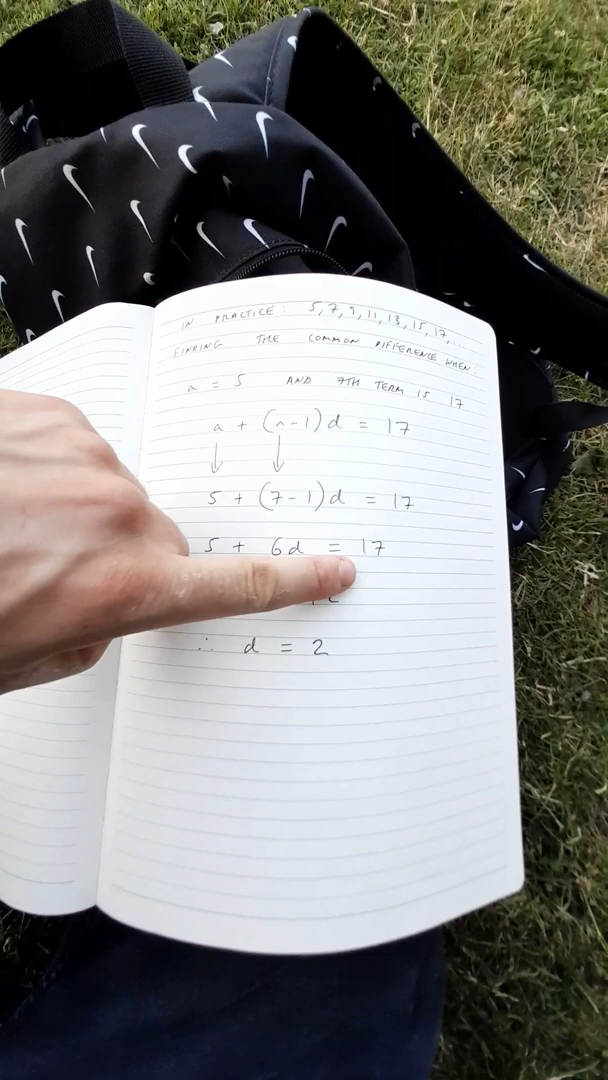 IN PRACTICE: 5, 7, 9, 11, 13, 15, 17, ...
FINDING THE COMMON DIFFERENCE WHEN
a = 5 AND 7TH TERM IS 17
a + (n-1)d = 17
5 + (7-1)d = 17
5 + 6d = 17
∴ d = 2